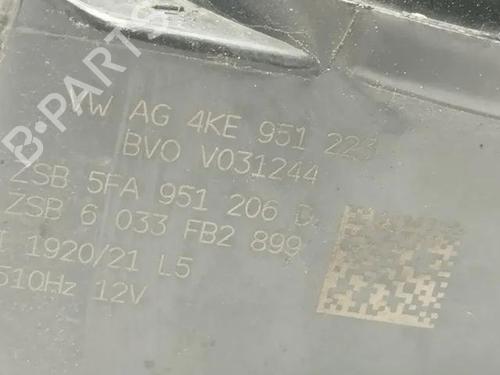 B-PARTS
VW AG 4KE 951 223
BVO V031244
ZSB 5FA 951 206 D
ZSB 6 033 FB2 899
1920/21 L5
510Hz 12V